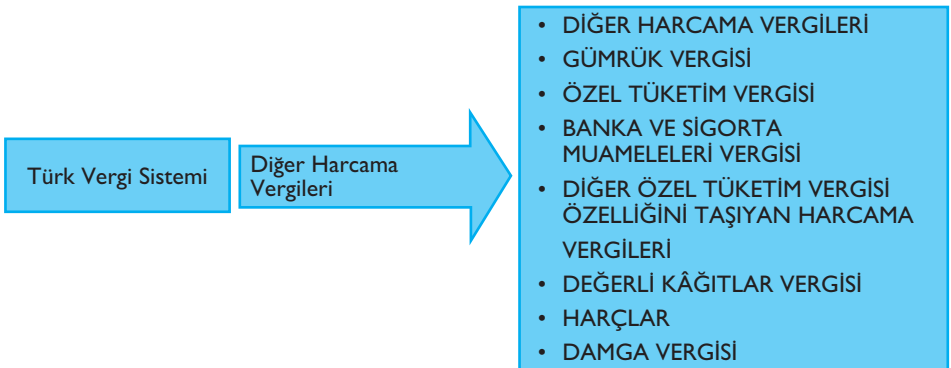 Türk Vergi Sistemi
Diğer Harcama
Vergileri
• DİĞER HARCAMA VERGİLERİ
• GÜMRÜK VERGİSİ
• ÖZEL TÜKETİM VERGİSİ
• BANKA VE SİGORTA
MUAMELELERİ VERGİSİ
• DİĞER ÖZEL TÜKETİM VERGİSİ
ÖZELLİĞİNİ TAŞIYAN HARCAMA
VERGİLERİ
• DEĞERLİ KÂĞITLAR VERGİSİ
• HARÇLAR
• DAMGA VERGİSİ